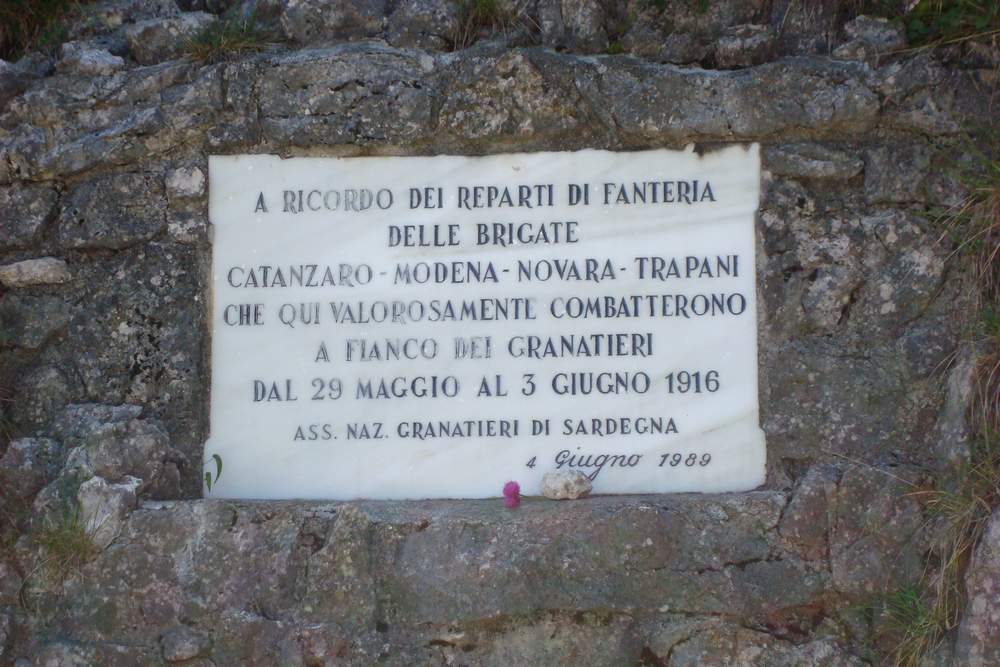 A RICORDO DEI REPARTI DI FANTERIA
DELLE BRIGATE
CATANZARO - MODENA - NOVARA - TRAPANI
CHE QUI VALOROSAMENTE COMBATTERONO
A FIANCO DEI GRANATIERI
DAL 29 MAGGIO AL 3 GIUGNO 1916
ASS. NAZ. GRANATIERI DI SARDEGNA
4 Giugno 1989